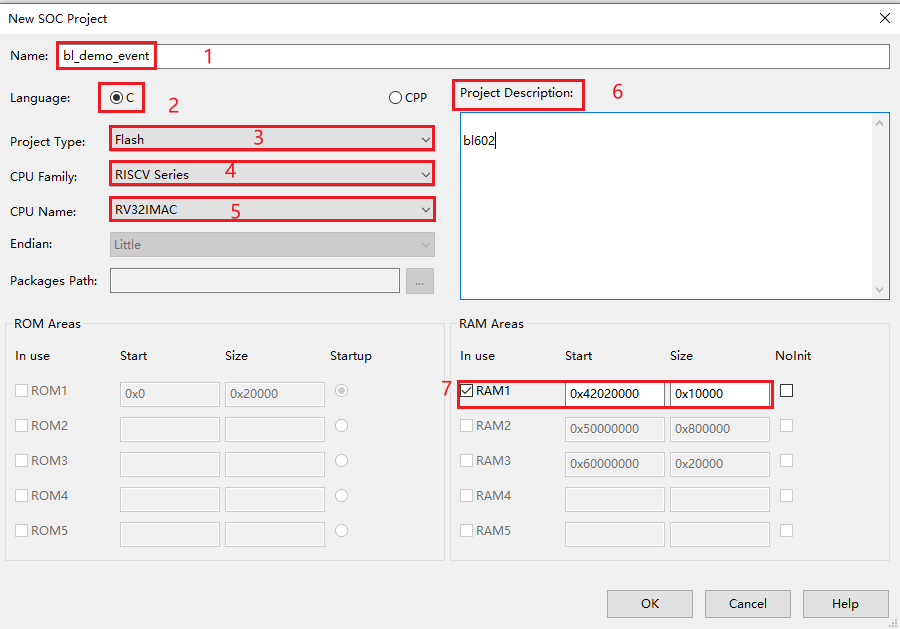 New SOC Project
Name: bl_demo_event 1
Language: C 2 CPP
Project Type: Flash 3
CPU Family: RISCV Series 4
CPU Name: RV32IMAC 5
Endian: Little
Packages Path: ...
Project Description: 6
bl602
ROM Areas
In use Start Size Startup
ROM1 0x0 0x20000
ROM2
ROM3
ROM4
ROM5
RAM Areas
In use Start Size NoInit
7 RAM1 0x42020000 0x10000
RAM2 0x50000000 0x800000
RAM3 0x60000000 0x20000
RAM4
RAM5
OK Cancel Help